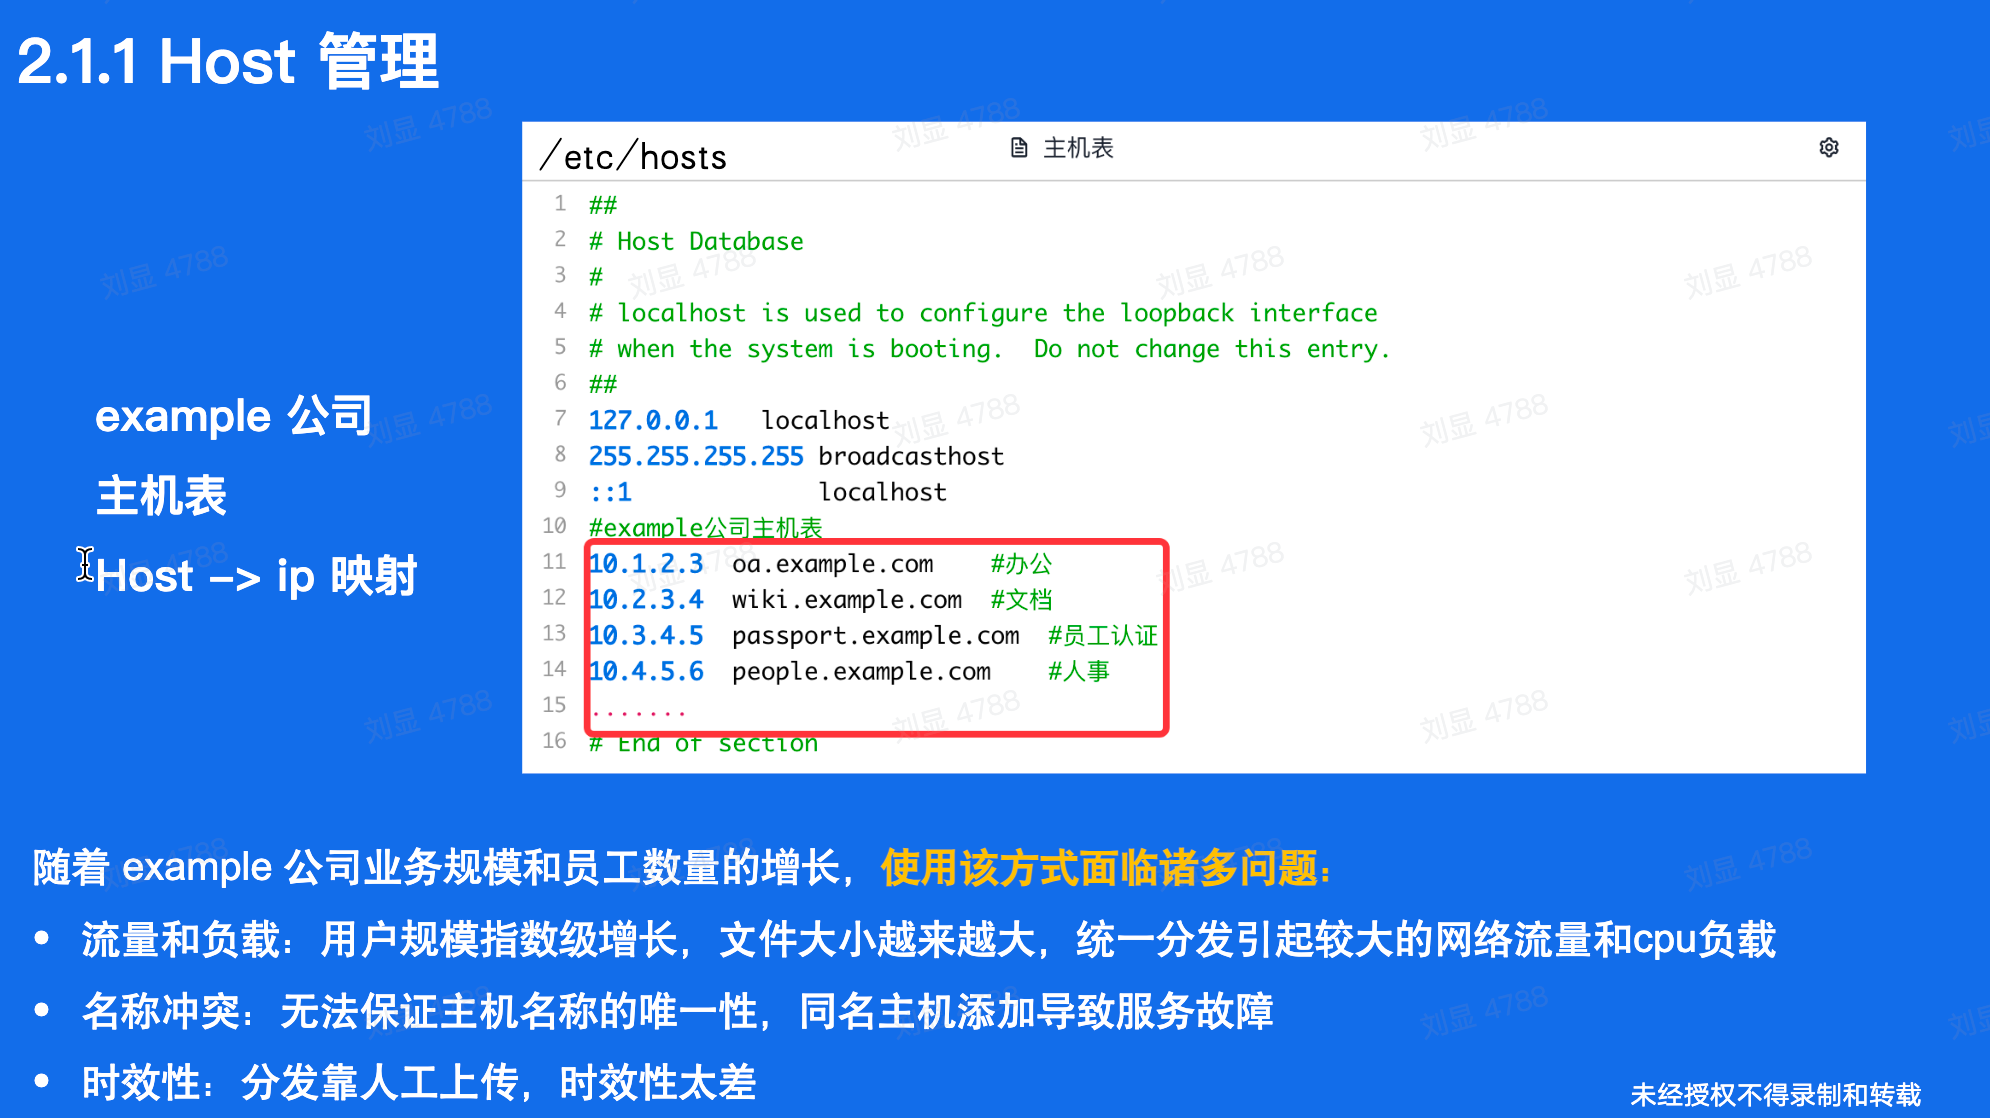 2.1.1 Host 管理
/etc/hosts
主机表
1 ##
2 # Host Database
3 #
4 # localhost is used to configure the loopback interface
5 # when the system is booting.  Do not change this entry.
6 ##
7 127.0.0.1   localhost
8 255.255.255.255 broadcasthost
9 ::1             localhost
10 #example公司主机表
11 10.1.2.3  oa.example.com    #办公
12 10.2.3.4  wiki.example.com  #文档
13 10.3.4.5  passport.example.com  #员工认证
14 10.4.5.6  people.example.com    #人事
15 .......
16 # End of section
example 公司
主机表
Host -> ip 映射
随着 example 公司业务规模和员工数量的增长，使用该方式面临诸多问题：
• 流量和负载：用户规模指数级增长，文件大小越来越大，统一分发引起较大的网络流量和cpu负载
• 名称冲突：无法保证主机名称的唯一性，同名主机添加导致服务故障
• 时效性：分发靠人工上传，时效性太差
未经授权不得录制和转载
刘显 4788